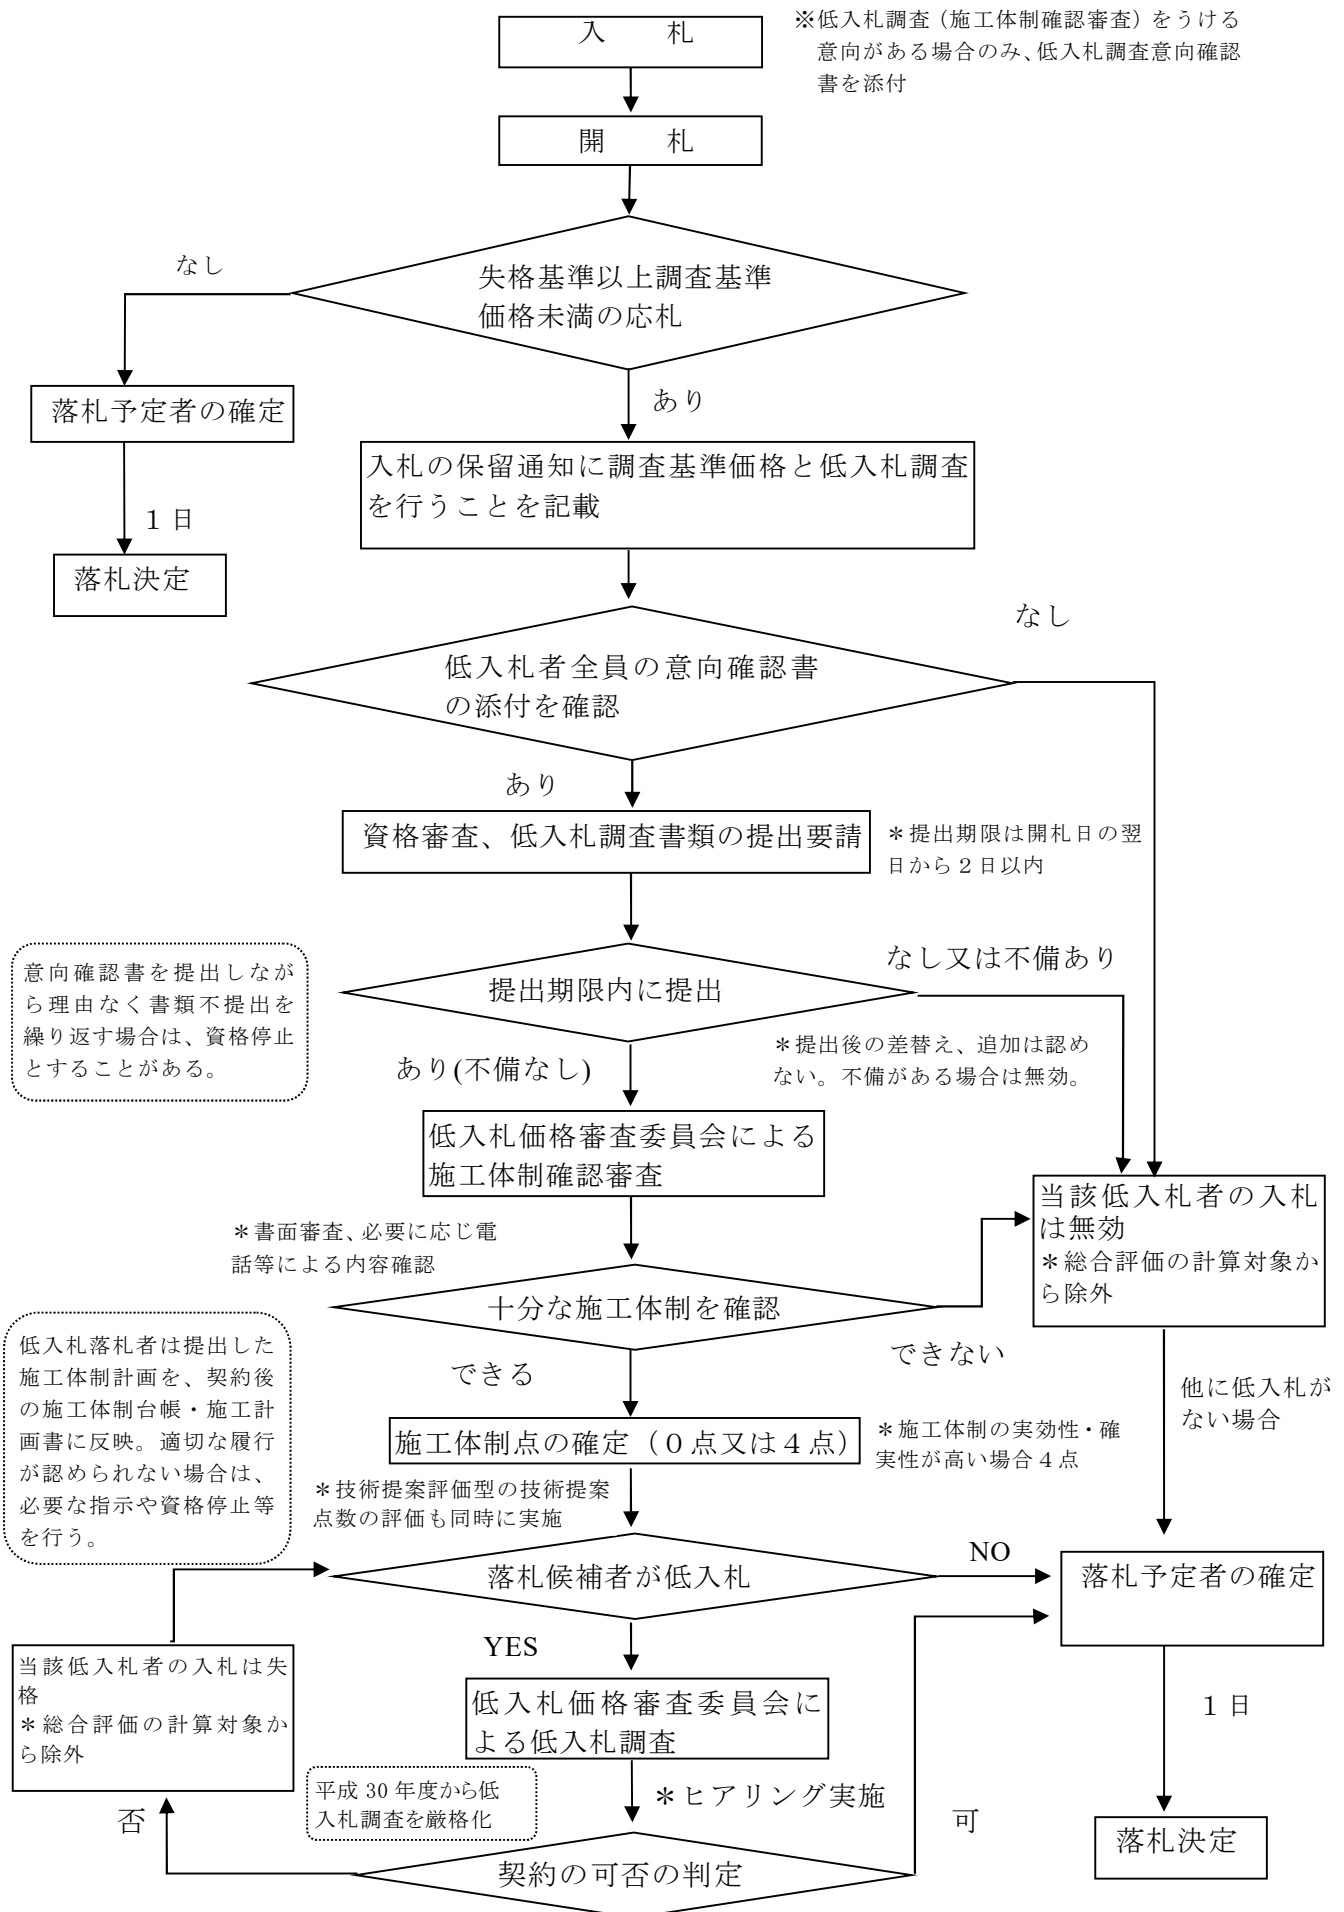 入　札
※低入札調査（施工体制確認審査）をうける
意向がある場合のみ、低入札調査意向確認
書を添付
開　札
なし
失格基準以上調査基準
価格未満の応札
落札予定者の確定
あり
入札の保留通知に調査基準価格と低入札調査
を行うことを記載
１日
落札決定
なし
低入札者全員の意向確認書
の添付を確認
あり
資格審査、低入札調査書類の提出要請
＊提出期限は開札日の翌
日から２日以内
意向確認書を提出しなが
ら理由なく書類不提出を
繰り返す場合は、資格停止
とすることがある。
なし又は不備あり
提出期限内に提出
＊提出後の差替え、追加は認め
ない。不備がある場合は無効。
あり(不備なし)
低入札価格審査委員会による
施工体制確認審査
当該低入札者の入札
は無効
＊総合評価の計算対象か
ら除外
＊書面審査、必要に応じ電
話等による内容確認
十分な施工体制を確認
できない
できる
低入札落札者は提出した
施工体制計画を、契約後
の施工体制台帳・施工計
画書に反映。適切な履行
が認められない場合は、
必要な指示や資格停止等
を行う。
他に低入札が
ない場合
施工体制点の確定（０点又は４点）
＊施工体制の実効性・確
実性が高い場合４点
＊技術提案評価型の技術提案
点数の評価も同時に実施
落札候補者が低入札
NO
落札予定者の確定
YES
当該低入札者の入札は失
格
＊総合評価の計算対象か
ら除外
低入札価格審査委員会に
よる低入札調査
１日
平成 30 年度から低
入札調査を厳格化
＊ヒアリング実施
否
可
落札決定
契約の可否の判定